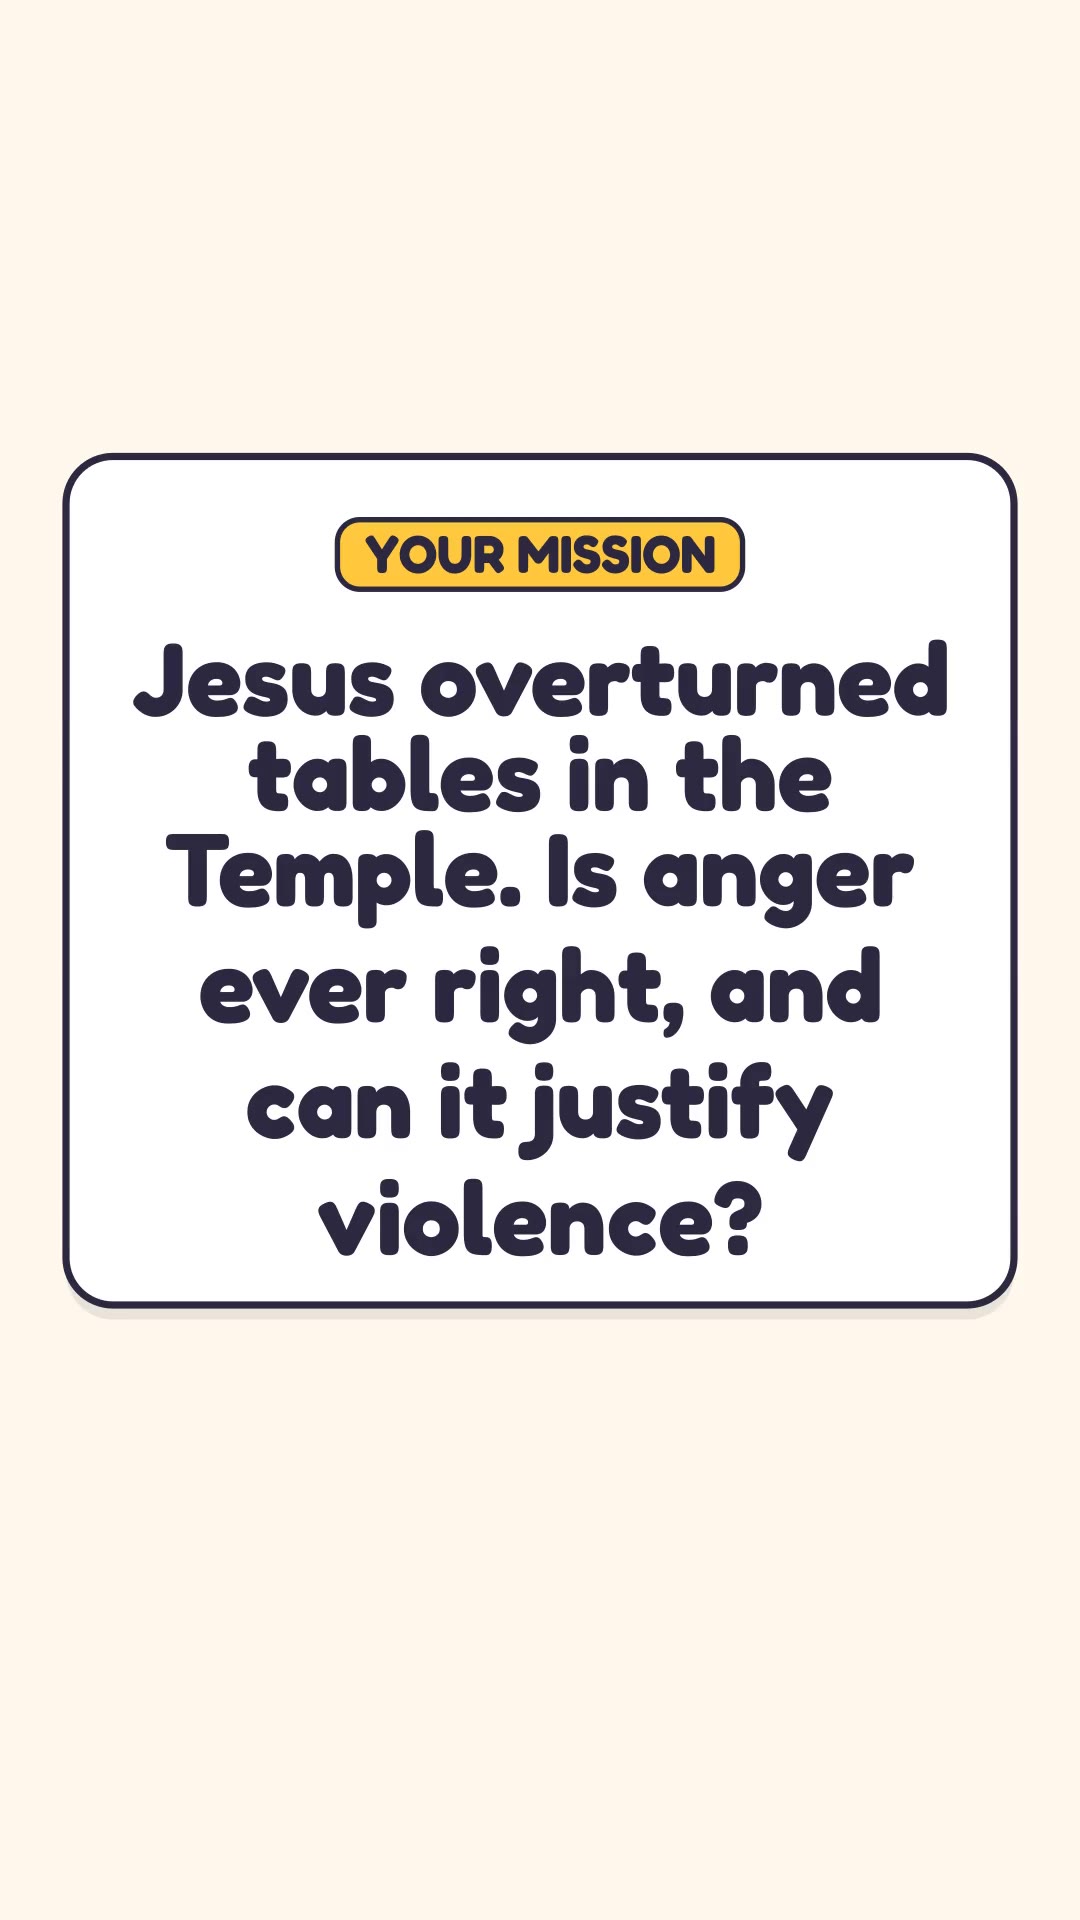 YOUR MISSION
Jesus overturned
tables in the
Temple. Is anger
ever right, and
can it justify
violence?